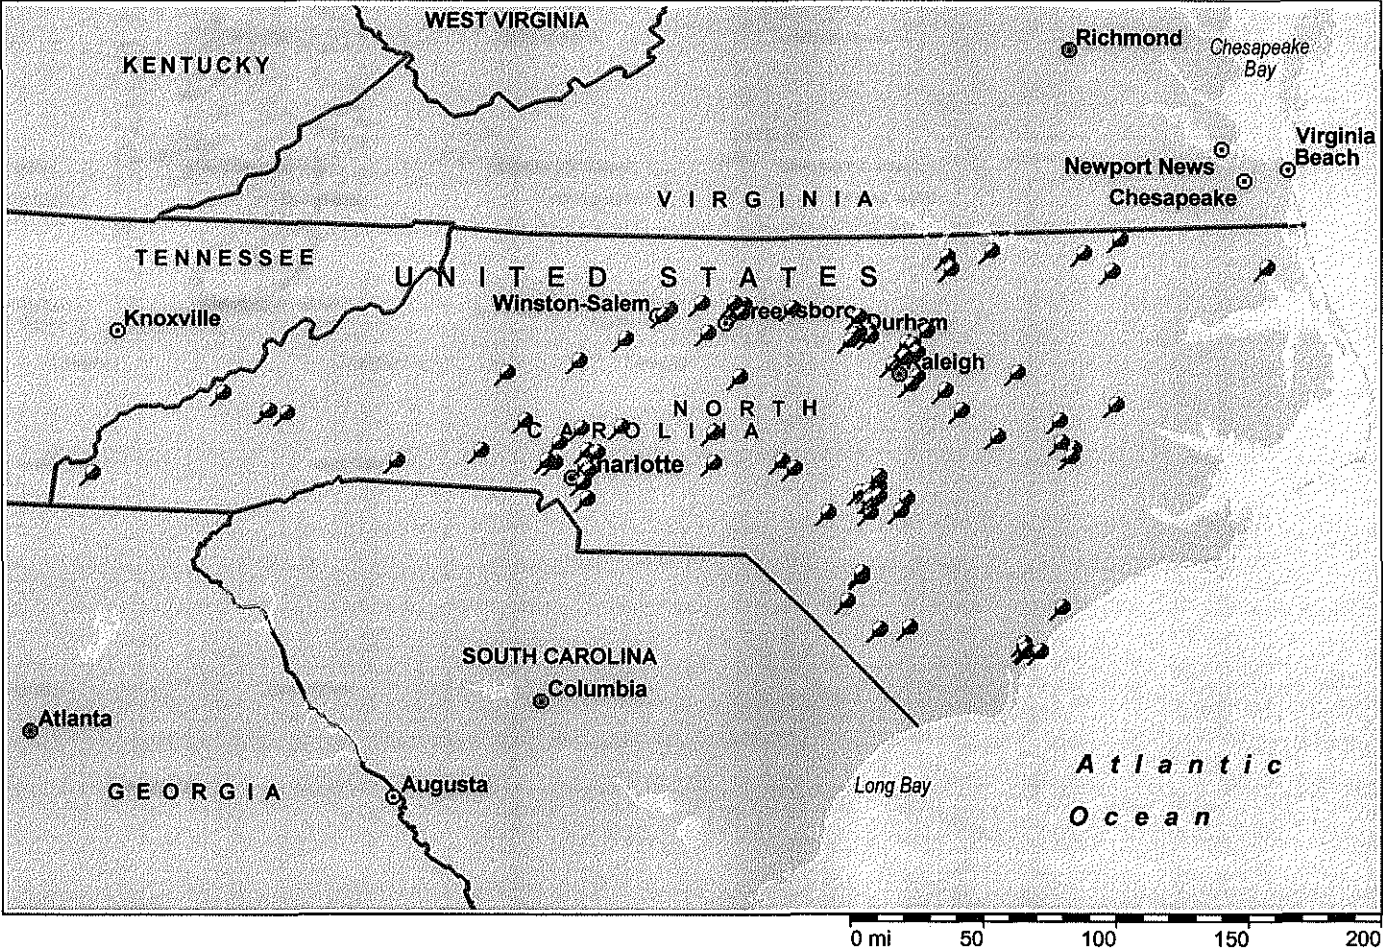 WEST VIRGINIA
KENTUCKY
Richmond
Chesapeake
Bay
Virginia
Beach
Newport News
Chesapeake
VIRGINIA
TENNESSEE
UNITED STATES
Winston-Salem
Greensboro
Knoxville
Durham
Raleigh
NORTH
CAROLINA
Charlotte
SOUTH CAROLINA
Columbia
Atlanta
Atlantic
Ocean
GEORGIA
Augusta
Long Bay
0 mi 50 100 150 200